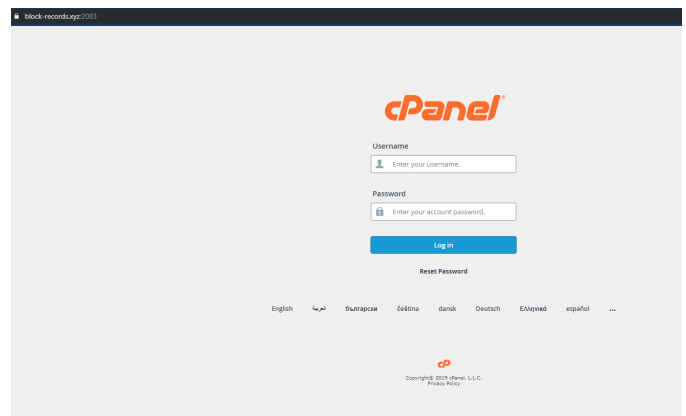 block-records.xyz:2083
cPanel®
Username
Enter your username.
Password
Enter your account password.
Log in
Reset Password
English العربية български čeština dansk Deutsch Ελληνικά español ...
cP
Copyright© 2019 cPanel, L.L.C.
Privacy Policy